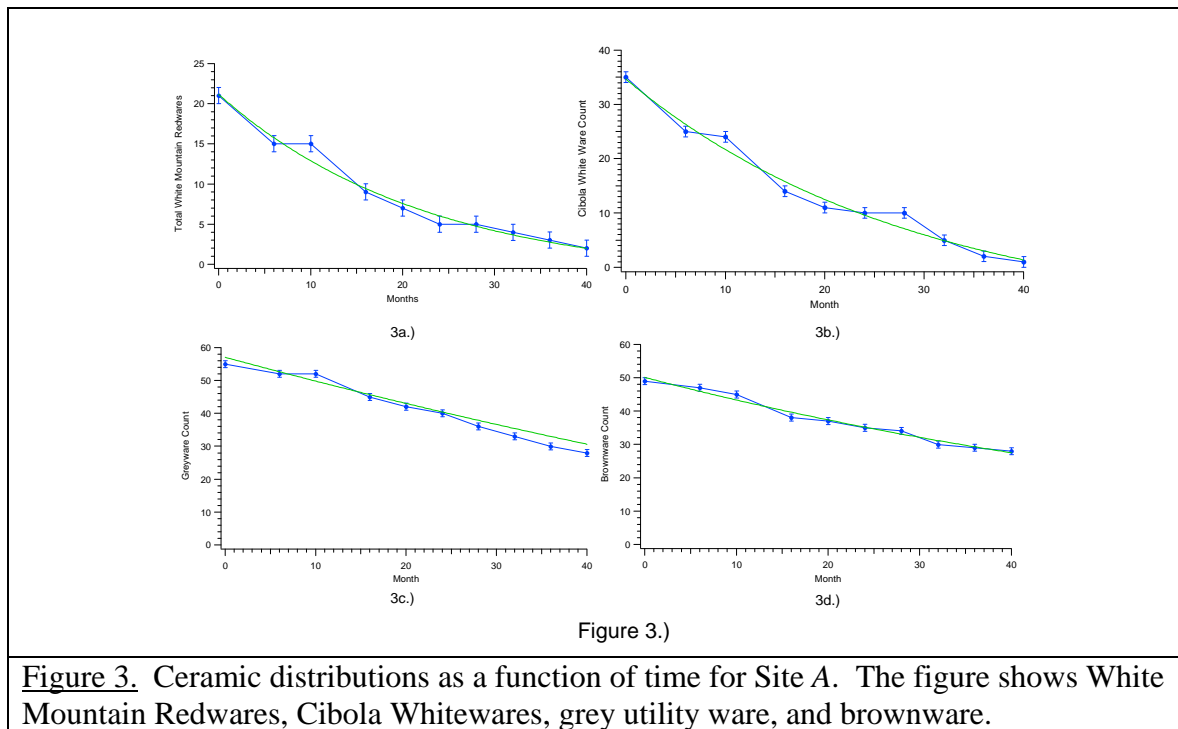 25
20
15
10
5
0
Total White Mountain Redwares
0 10 20 30 40
Months
3a.)
40
30
20
10
0
Cibola White Ware Count
0 10 20 30 40
Month
3b.)
60
50
40
30
20
10
0
Greyware Count
0 10 20 30 40
Month
3c.)
60
50
40
30
20
10
0
Brownware Count
0 10 20 30 40
Month
3d.)
Figure 3.)
Figure 3. Ceramic distributions as a function of time for Site A. The figure shows White
Mountain Redwares, Cibola Whitewares, grey utility ware, and brownware.